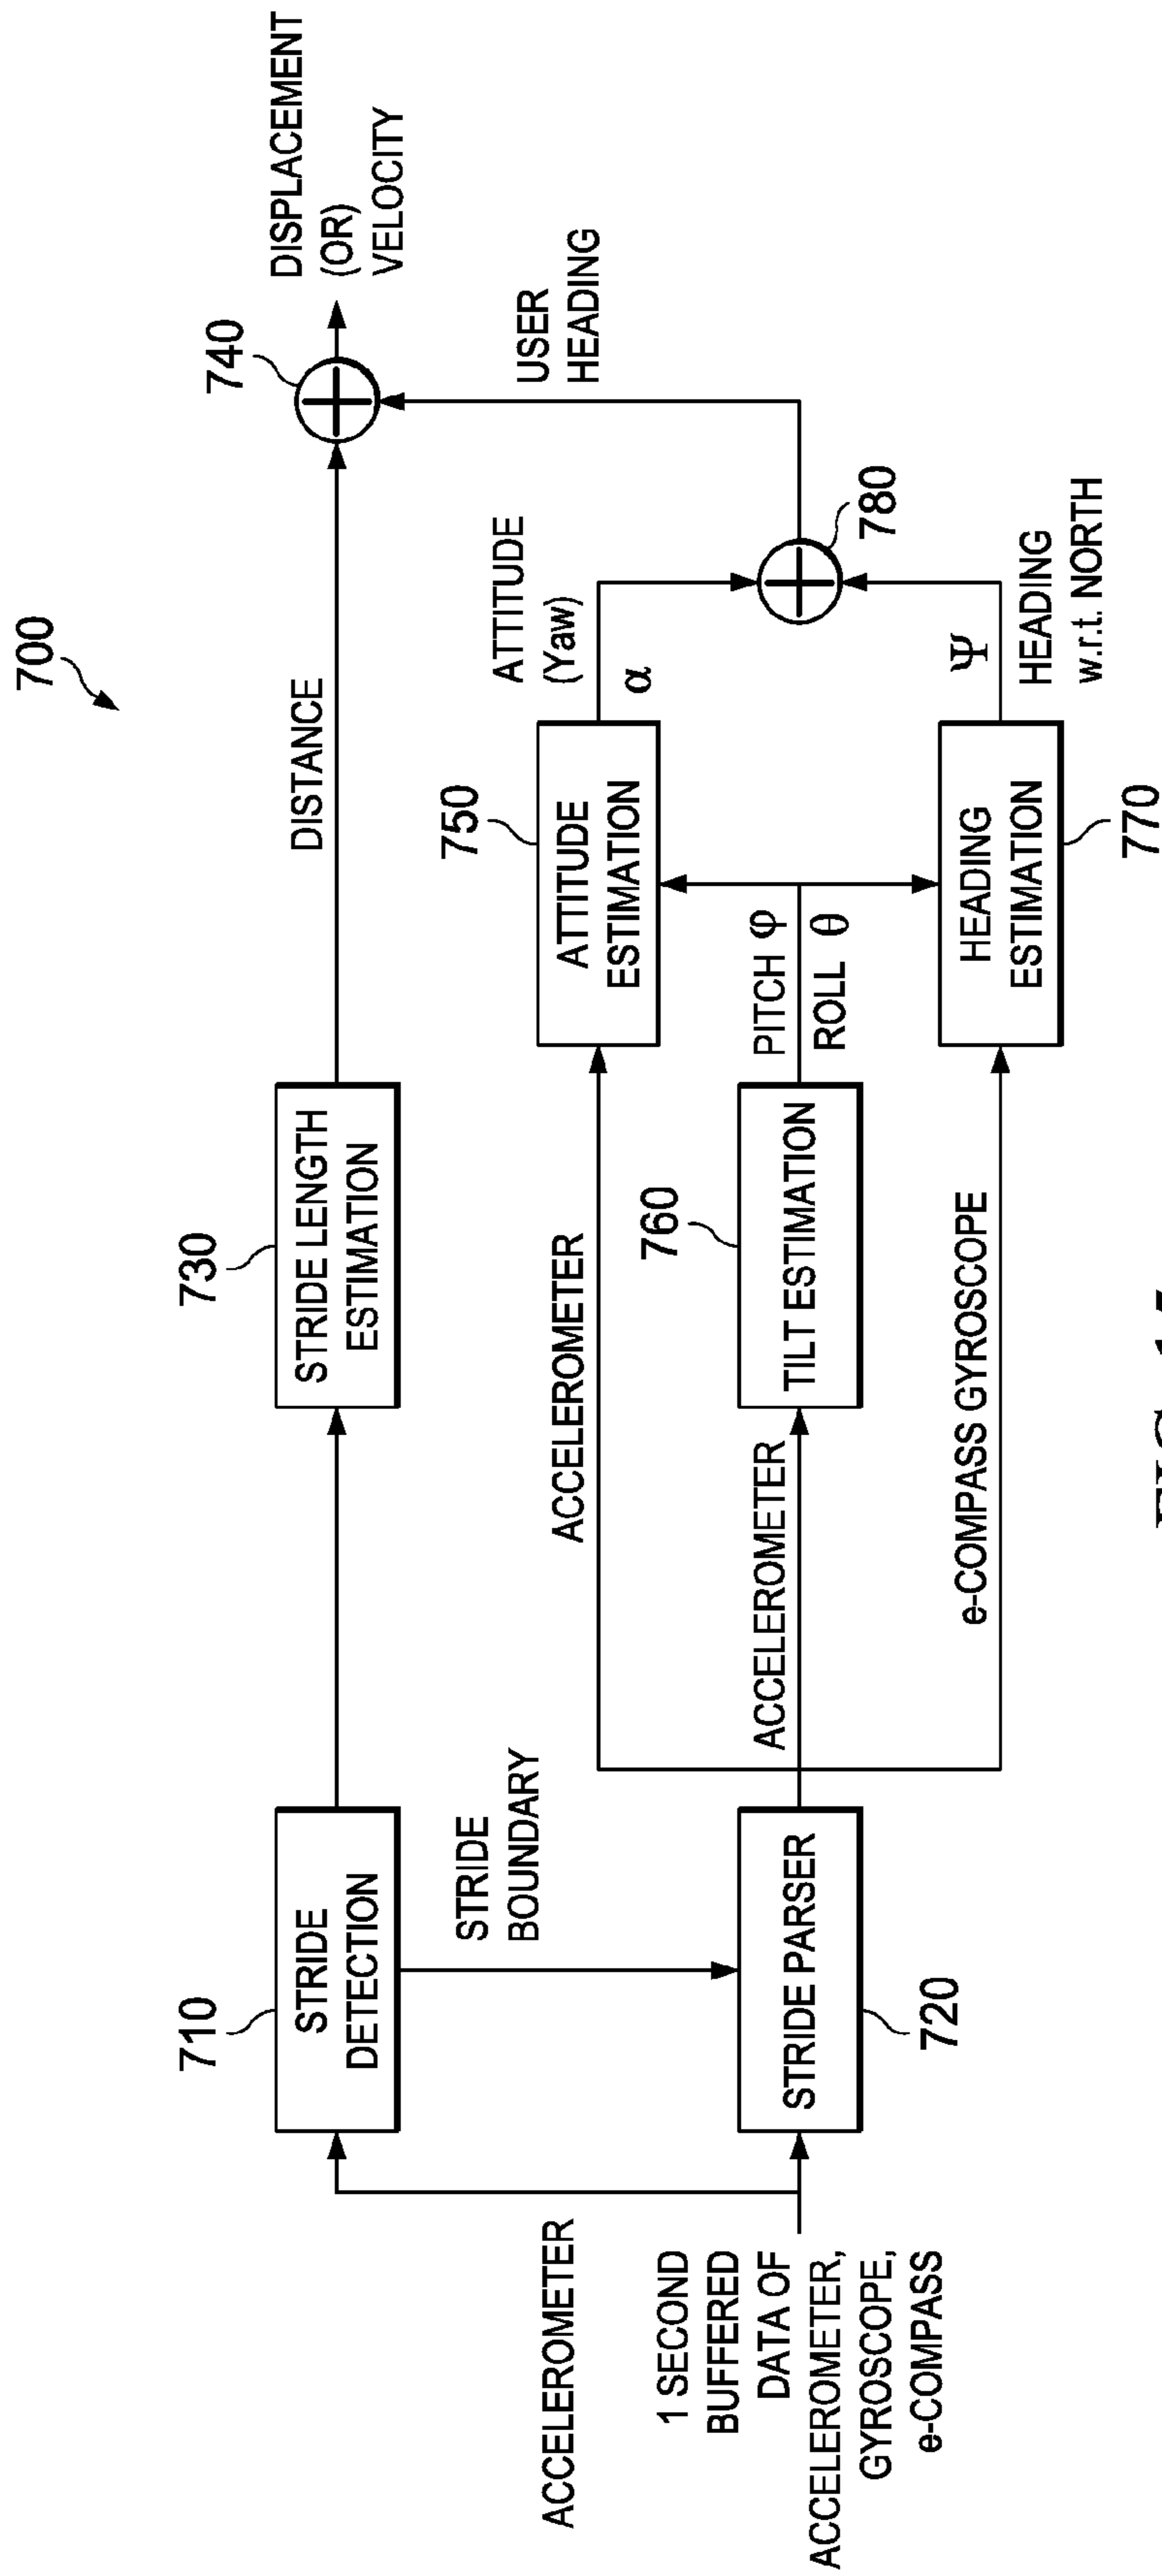 700
ACCELEROMETER
1 SECOND
BUFFERED
DATA OF
ACCELEROMETER,
GYROSCOPE,
e-COMPASS
710
STRIDE
DETECTION
STRIDE
BOUNDARY
STRIDE PARSER
720
730
STRIDE LENGTH
ESTIMATION
DISTANCE
740
DISPLACEMENT
(OR)
VELOCITY
ACCELEROMETER
ACCELEROMETER
e-COMPASS GYROSCOPE
760
TILT ESTIMATION
PITCH φ
ROLL θ
750
ATTITUDE
ESTIMATION
ATTITUDE
(Yaw)
α
HEADING
ESTIMATION
770
Ψ
HEADING
w.r.t. NORTH
780
USER
HEADING